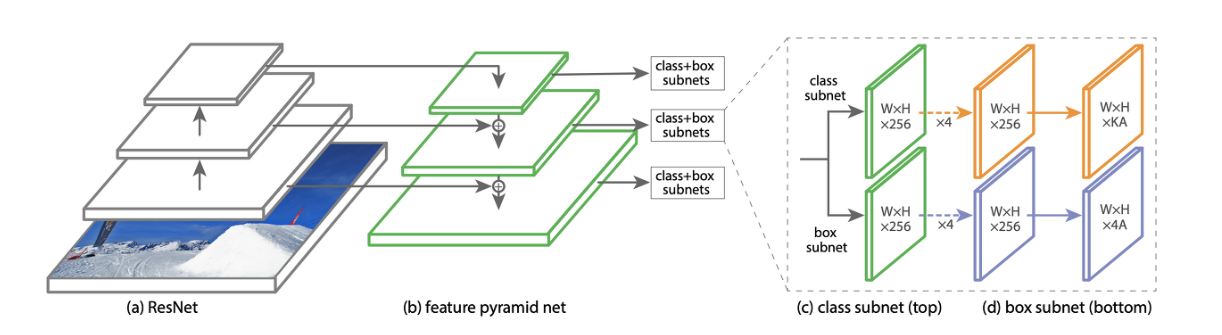 class+box
subnets
class+box
subnets
class+box
subnets
class
subnet
W×H
×256
×4
W×H
×256
W×H
×KA
box
subnet
W×H
×256
×4
W×H
×256
W×H
×4A
(a) ResNet
(b) feature pyramid net
(c) class subnet (top)
(d) box subnet (bottom)